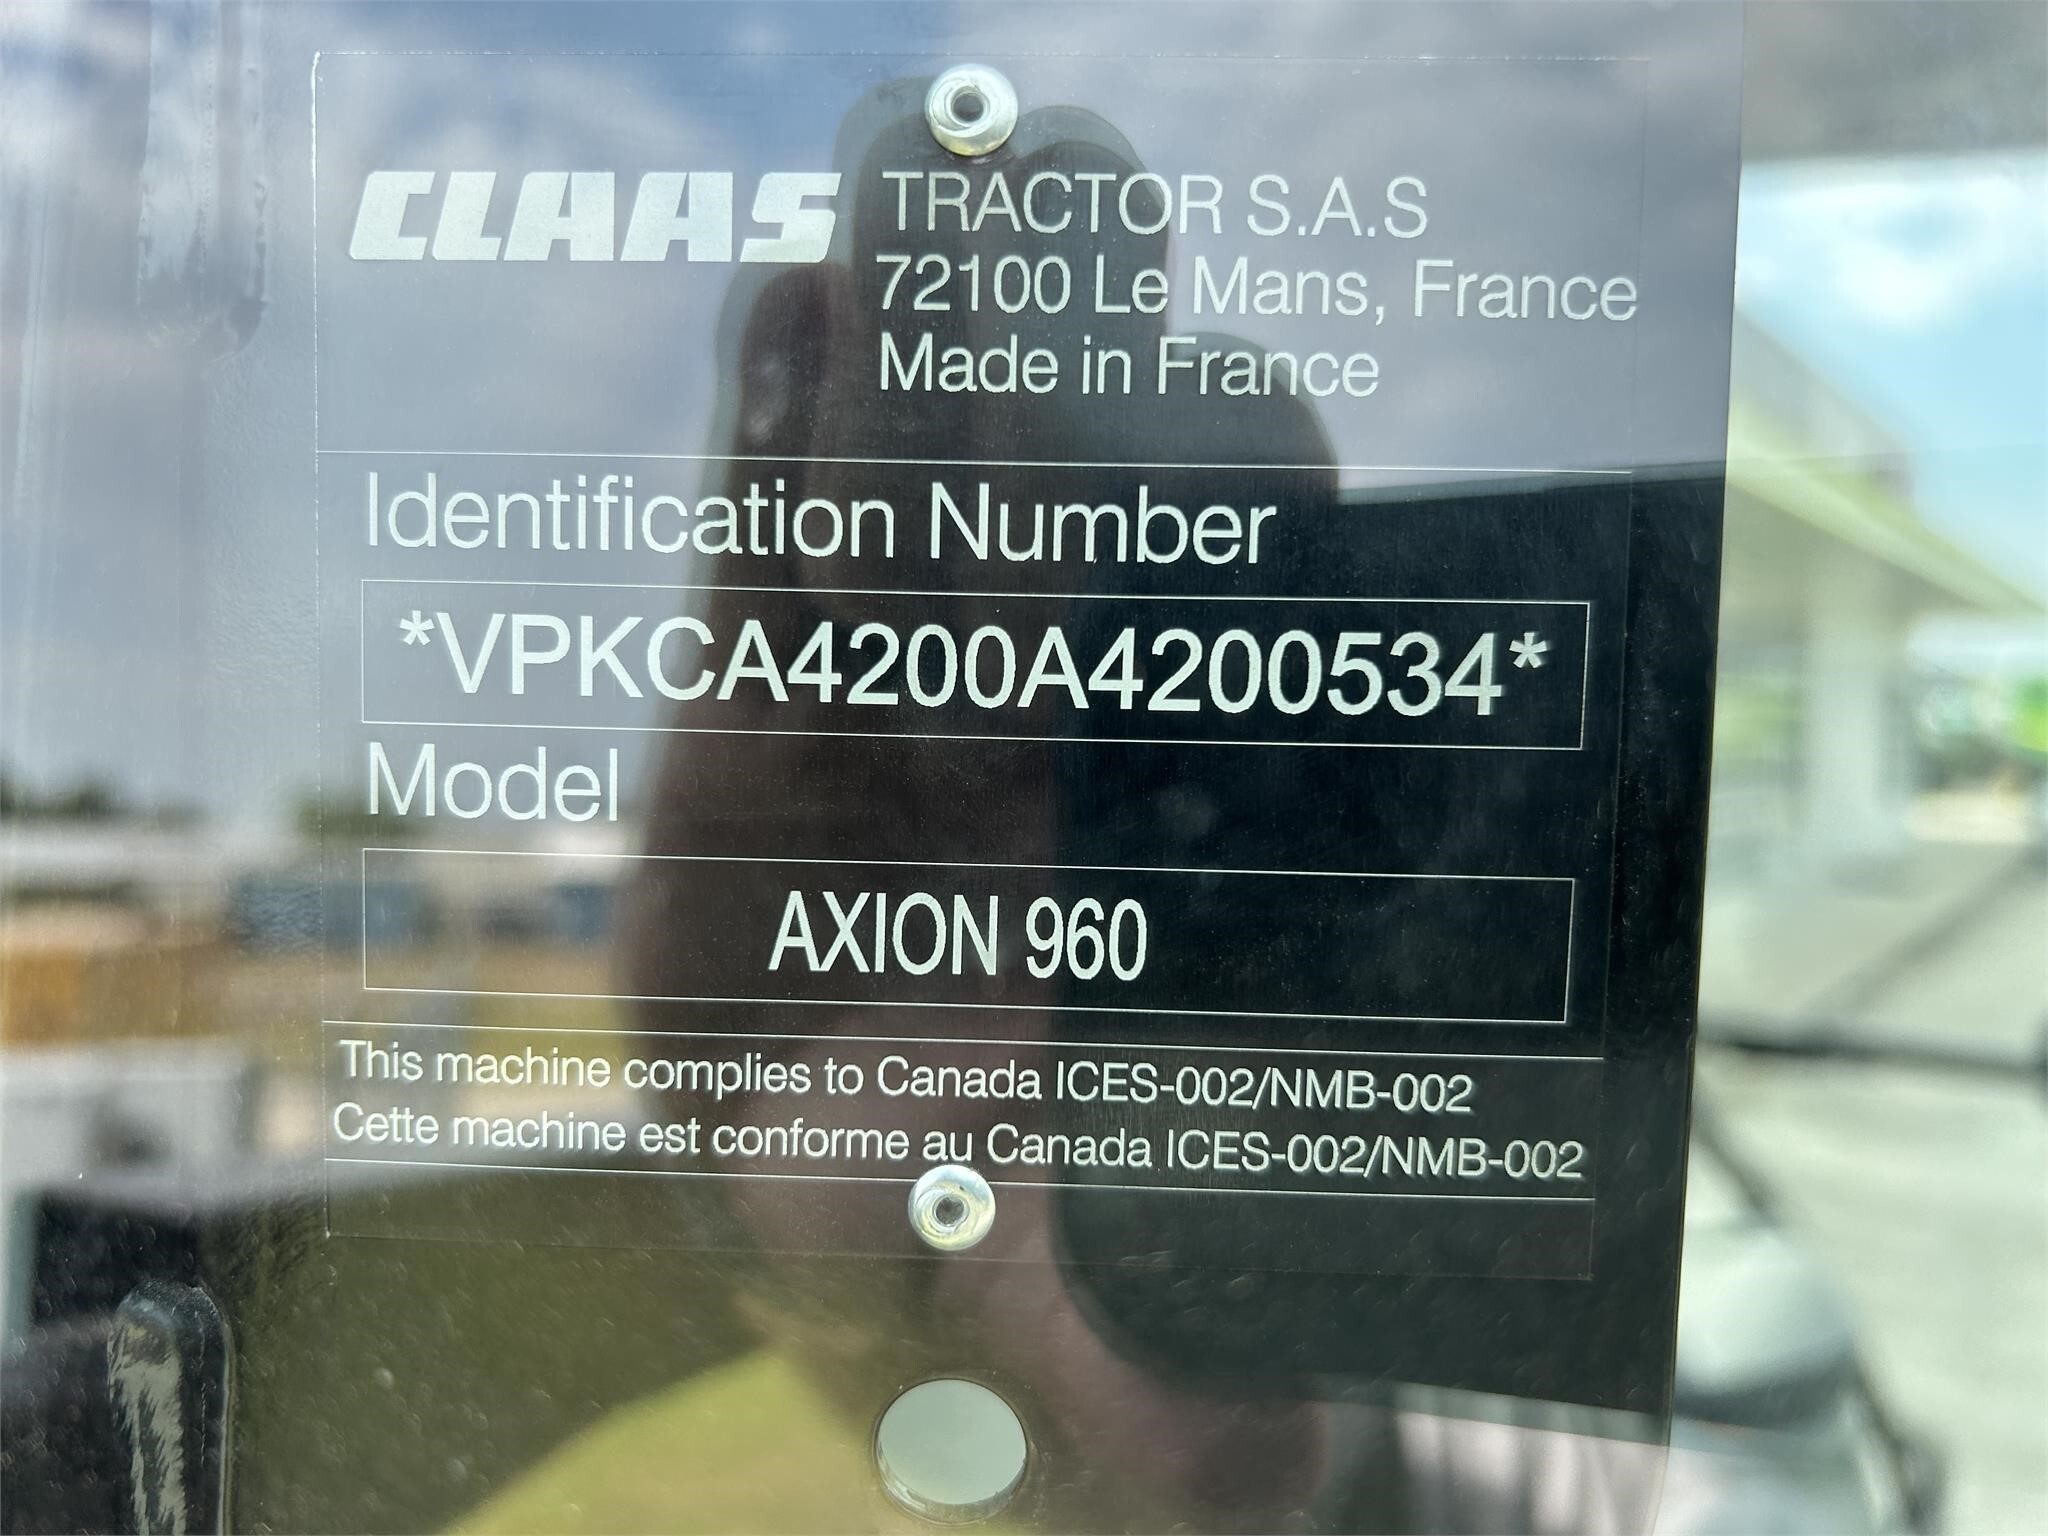 CLAAS TRACTOR S.A.S
72100 Le Mans, France
Made in France
Identification Number
*VPKCA4200A4200534*
Model
AXION 960
This machine complies to Canada ICES-002/NMB-002
Cette machine est conforme au Canada ICES-002/NMB-002